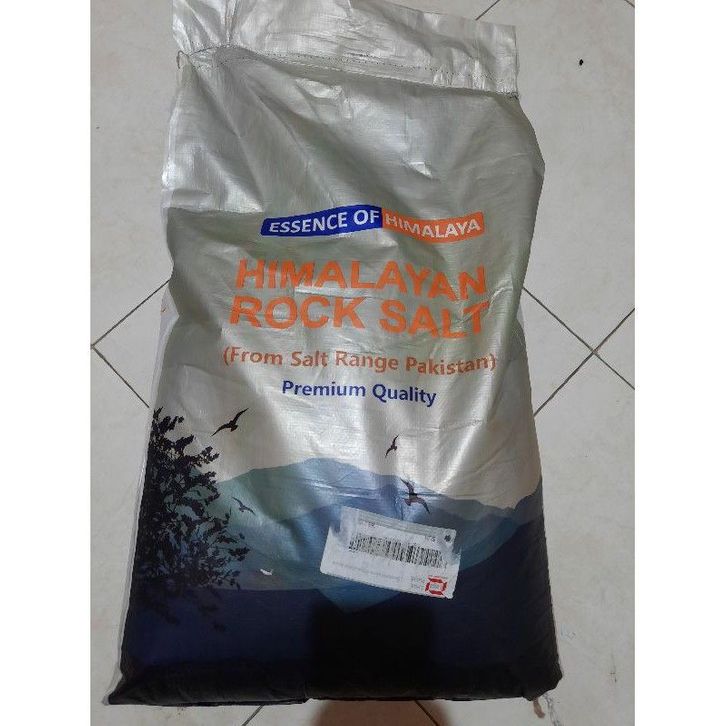 ESSENCE OF HIMALAYA
HIMALAYAN
ROCK SALT
(From Salt Range Pakistan)
Premium Quality